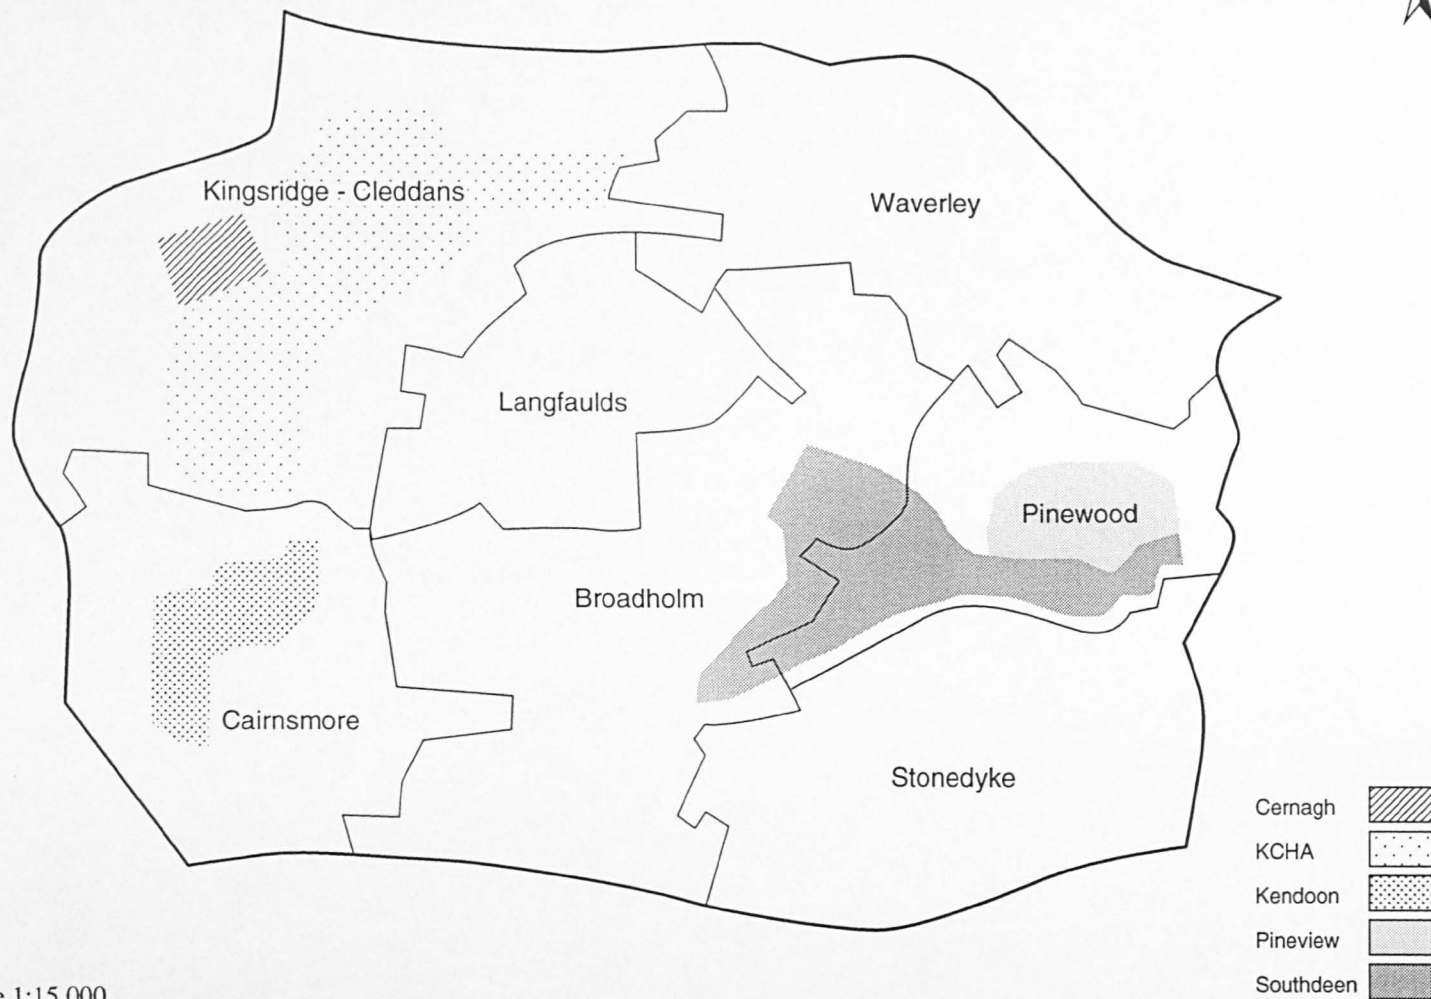 Kingsridge - Cleddans
Waverley
Langfaulds
Pinewood
Broadholm
Cairnsmore
Stonedyke
Cernagh
KCHA
Kendoon
Pineview
Southdeen
1:15 000